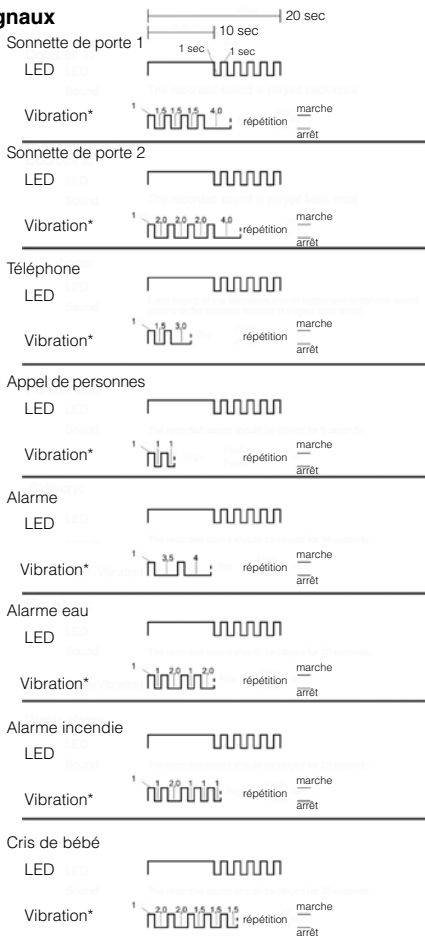 gnaux
20 sec
10 sec
Sonnette de porte 1
1 sec 1 sec
LED
Vibration* 1 1,5 1,5 1,5 4,0 répétition marche
arrêt
Sonnette de porte 2
LED
Vibration* 1 2,0 2,0 2,0 4,0 répétition marche
arrêt
Téléphone
LED
Vibration* 1 1,5 3,0 répétition marche
arrêt
Appel de personnes
LED
Vibration* 1 1 1 répétition marche
arrêt
Alarme
LED
Vibration* 1 3,5 4 répétition marche
arrêt
Alarme eau
LED
Vibration* 1 1 2,0 1 2,0 répétition marche
arrêt
Alarme incendie
LED
Vibration* 1 1 2,0 1 1 1 répétition marche
arrêt
Cris de bébé
LED
Vibration* 1 2,0 2,0 1,5 1,5 1,5 répétition marche
arrêt